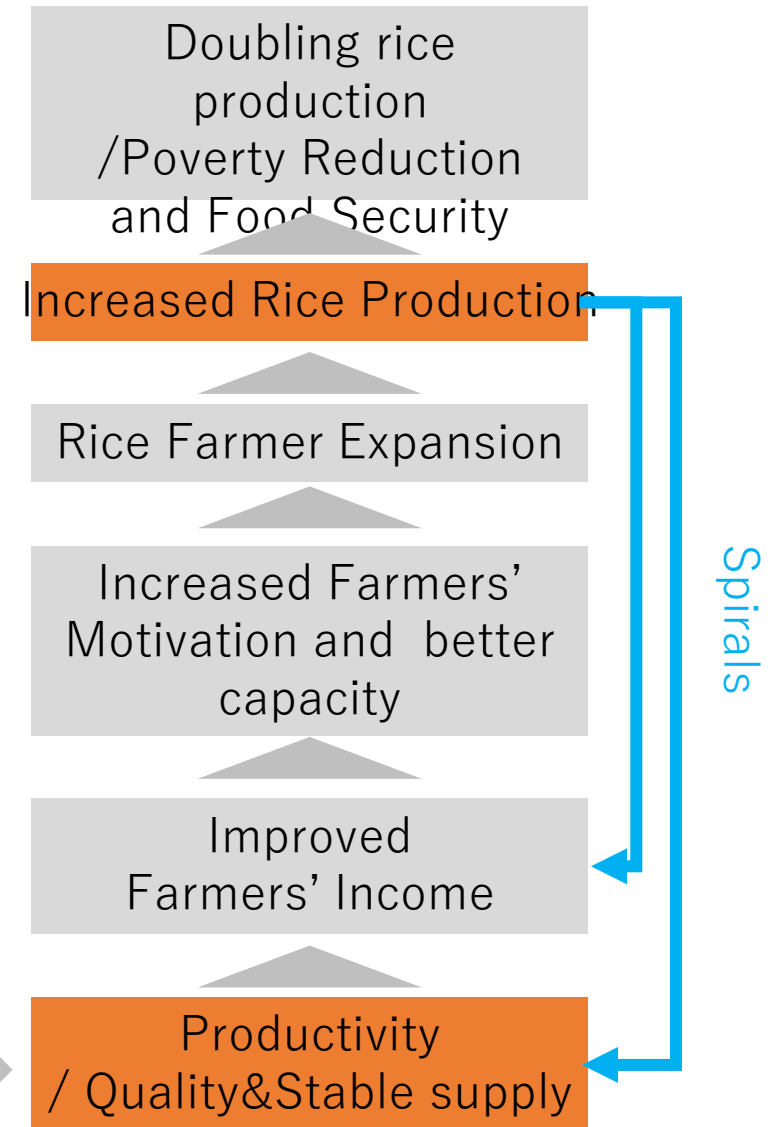 Doubling rice
production
/Poverty Reduction
and Food Security
Increased Rice Production
Rice Farmer Expansion
Increased Farmers’
Motivation and  better
capacity
Improved
Farmers’ Income
Productivity
/ Quality&Stable supply
Spirals